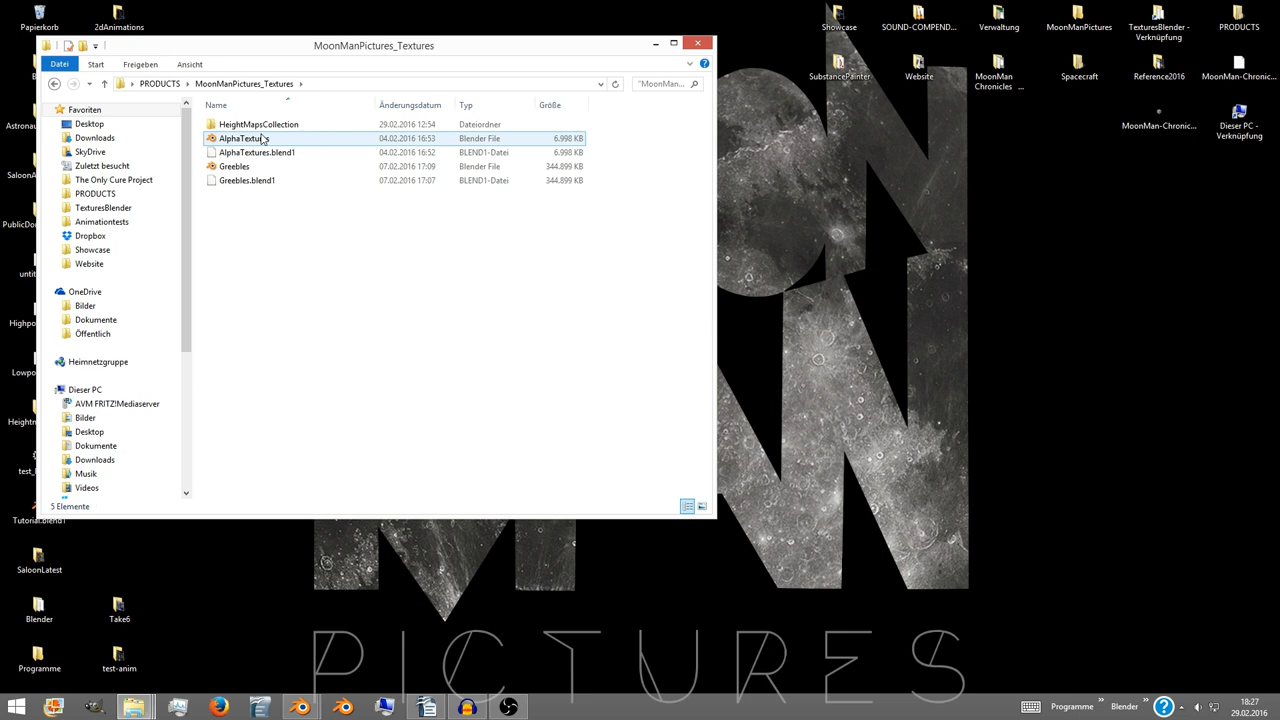 Papierkorb
2dAnimations
Showcase
SOUND-COMPEND...
Verwaltung
MoonManPictures
TexturesBlender -
Verknüpfung
PRODUCTS
SubstancePainter
Website
MoonMan
Chronicles ...
Spacecraft
Reference2016
MoonMan-Chronic...
MoonMan-Chronic...
Dieser PC -
Verknüpfung
MoonManPictures_Textures
Datei
Start
Freigeben
Ansicht
PRODUCTS
MoonManPictures_Textures
"MoonMan...
Name
Änderungsdatum
Typ
Größe
HeightMapsCollection
29.02.2016 12:54
Dateiordner
AlphaTextures
04.02.2016 16:53
Blender File
6.998 KB
AlphaTextures.blend1
04.02.2016 16:52
BLEND1-Datei
6.998 KB
Greebles
07.02.2016 17:09
Blender File
344.899 KB
Greebles.blend1
07.02.2016 17:07
BLEND1-Datei
344.899 KB
Favoriten
Desktop
Downloads
SkyDrive
Zuletzt besucht
The Only Cure Project
PRODUCTS
TexturesBlender
Animationtests
Dropbox
Showcase
Website
OneDrive
Bilder
Dokumente
Öffentlich
Heimnetzgruppe
Dieser PC
AVM FRITZ!Mediaserver
Bilder
Desktop
Dokumente
Downloads
Musik
Videos
5 Elemente
Tutorial.blend1
SaloonLatest
Blender
Take6
Programme
test-anim
PICTURES
Programme
Blender
18:27
29.02.2016